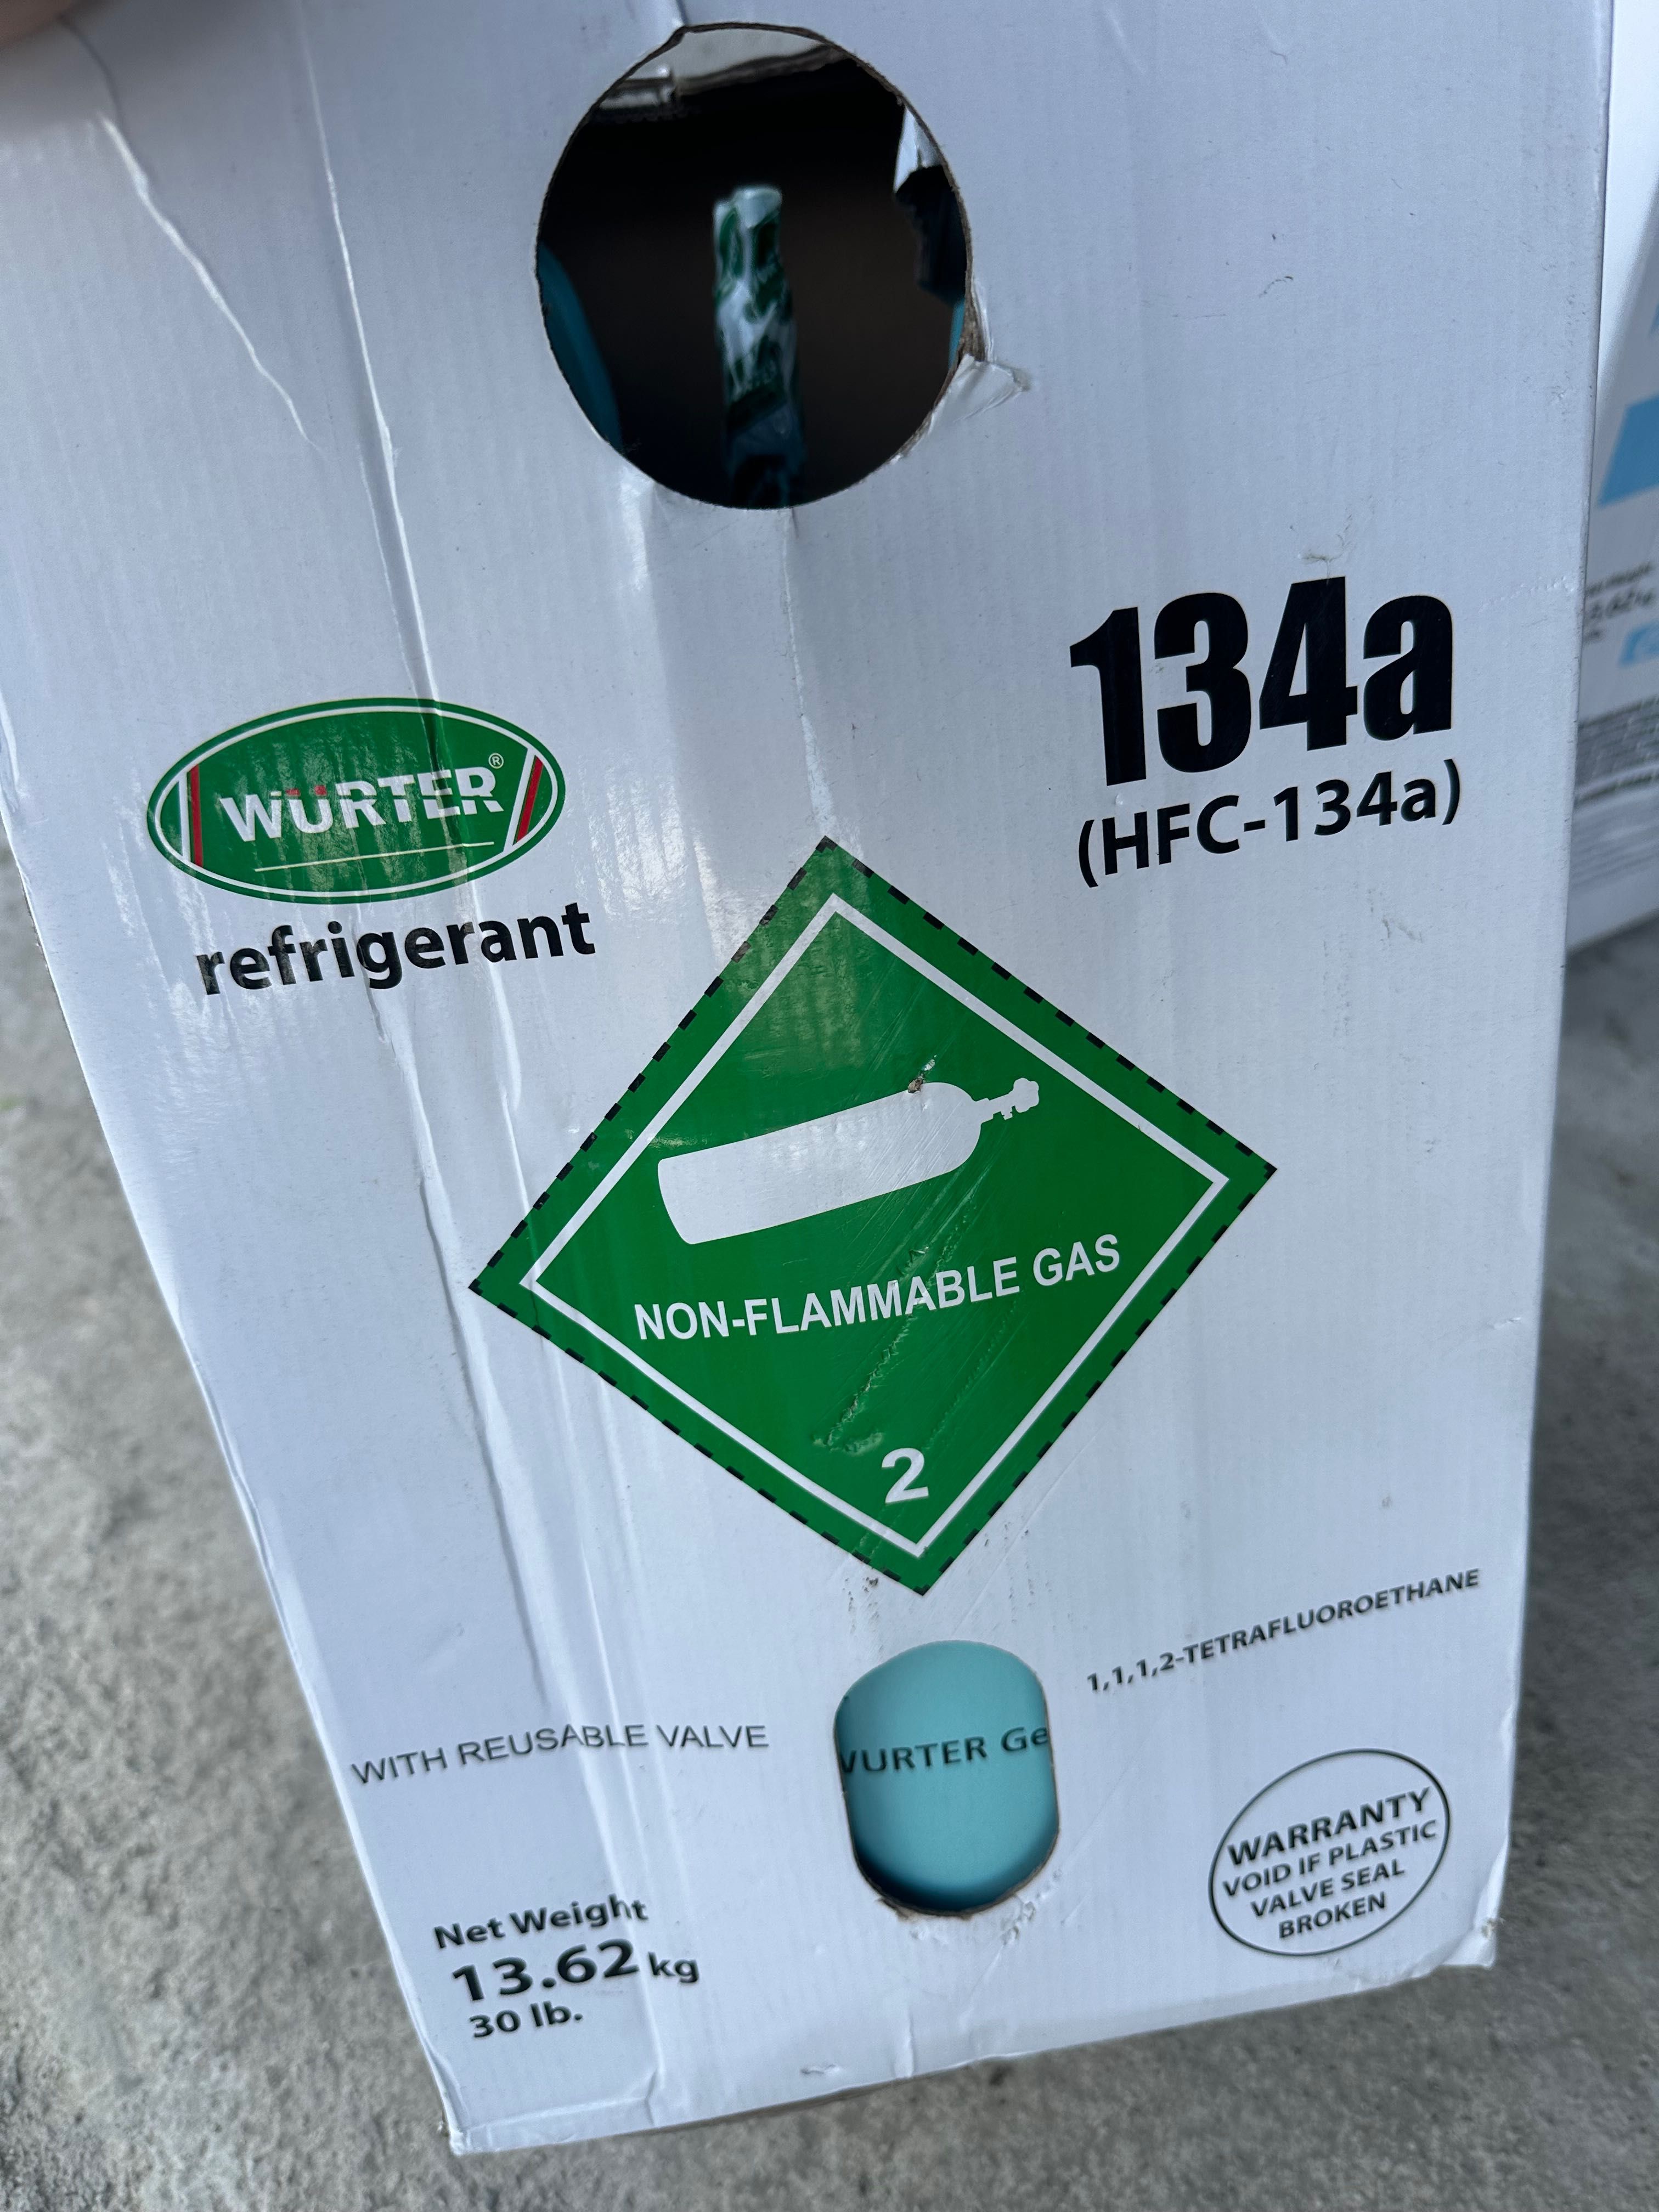 134a
(HFC-134a)
WÜRTER®
refrigerant
NON-FLAMMABLE GAS
2
1,1,1,2-TETRAFLUOROETHANE
WITH REUSABLE VALVE
WURTER Ge
WARRANTY
VOID IF PLASTIC
VALVE SEAL
BROKEN
Net Weight
13.62 kg
30 lb.